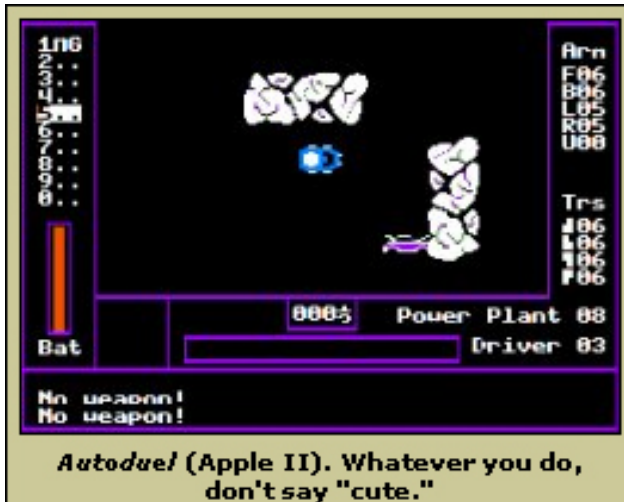 1MG
2..
3..
4..
5
6..
7..
8..
9..
0..
Bat
Arm
F06
B06
L05
R05
U00
Trs
06
06
06
06
Power Plant 08
Driver 03
No weapon!
No weapon!
Autoduel (Apple II). Whatever you do,
don't say "cute."